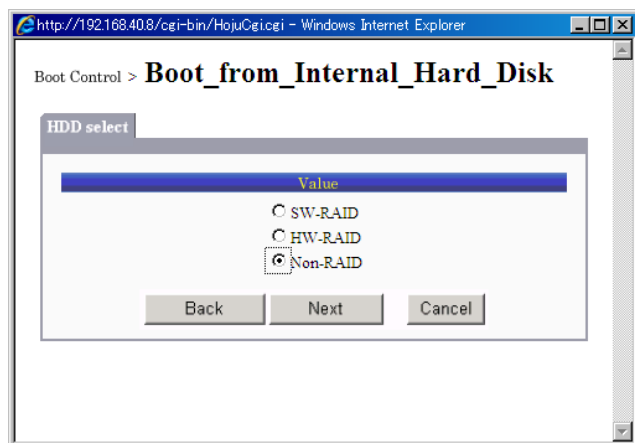 http://192.168.40.8/cgi-bin/HojuCgi.cgi - Windows Internet Explorer
Boot Control > Boot_from_Internal_Hard_Disk
HDD select
Value
SW-RAID
HW-RAID
Non-RAID
Back Next Cancel